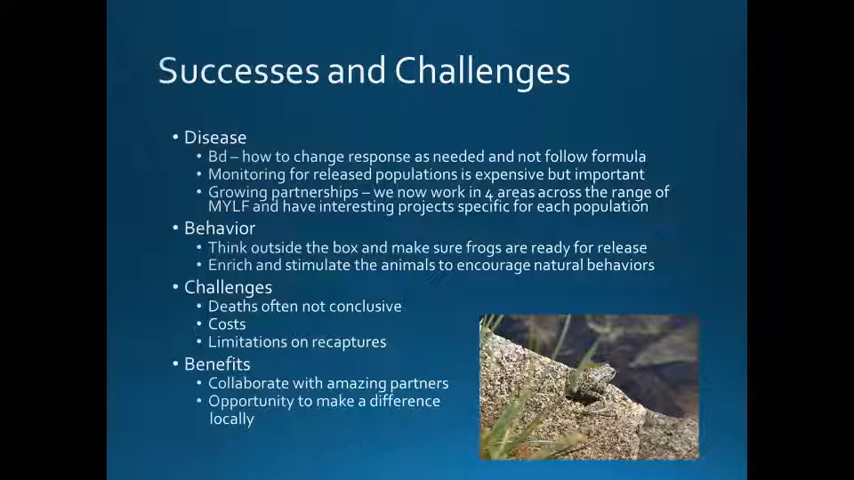 Successes and Challenges
• Disease
• Bd – how to change response as needed and not follow formula
• Monitoring for released populations is expensive but important
• Growing partnerships – we now work in 4 areas across the range of
MYLF and have interesting projects specific for each population
• Behavior
• Think outside the box and make sure frogs are ready for release
• Enrich and stimulate the animals to encourage natural behaviors
• Challenges
• Deaths often not conclusive
• Costs
• Limitations on recaptures
• Benefits
• Collaborate with amazing partners
• Opportunity to make a difference
locally